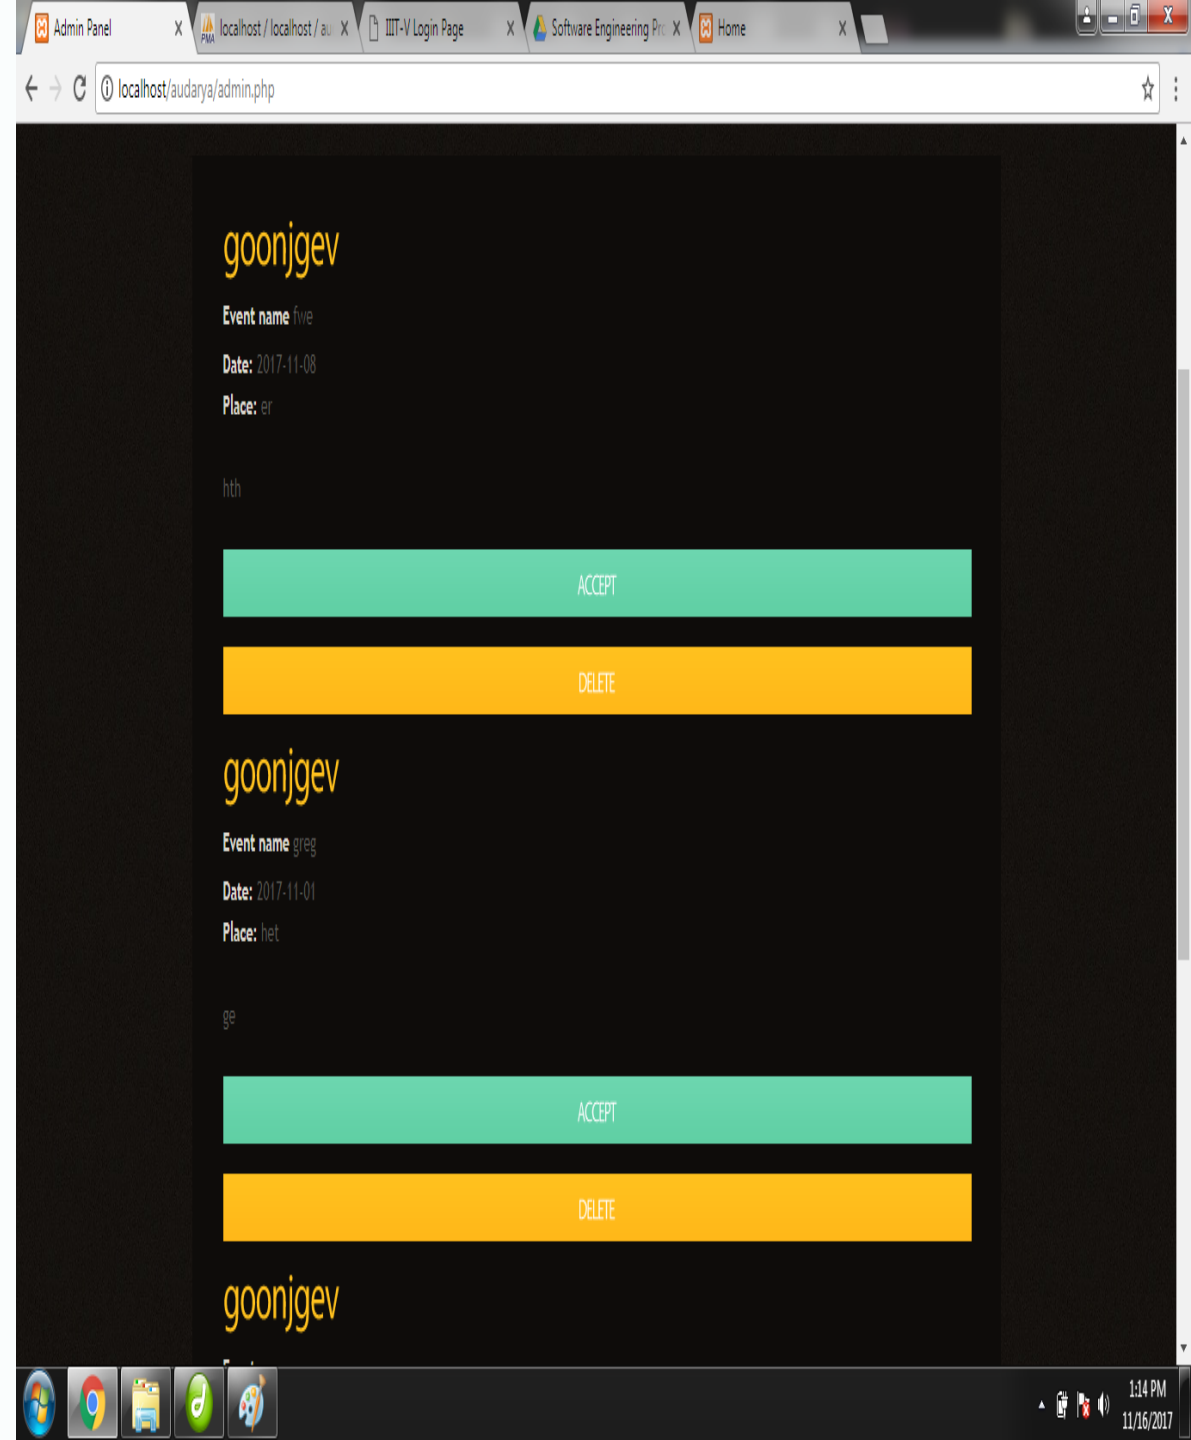 Admin Panel
localhost / localhost / au
IIIT-V Login Page
Software Engineering Pro
Home
localhost/audarya/admin.php
goonjgev
Event name fwe
Date: 2017-11-08
Place: er
hth
ACCEPT
DELETE
goonjgev
Event name greg
Date: 2017-11-01
Place: het
ge
ACCEPT
DELETE
goonjgev
1:14 PM
11/16/2017